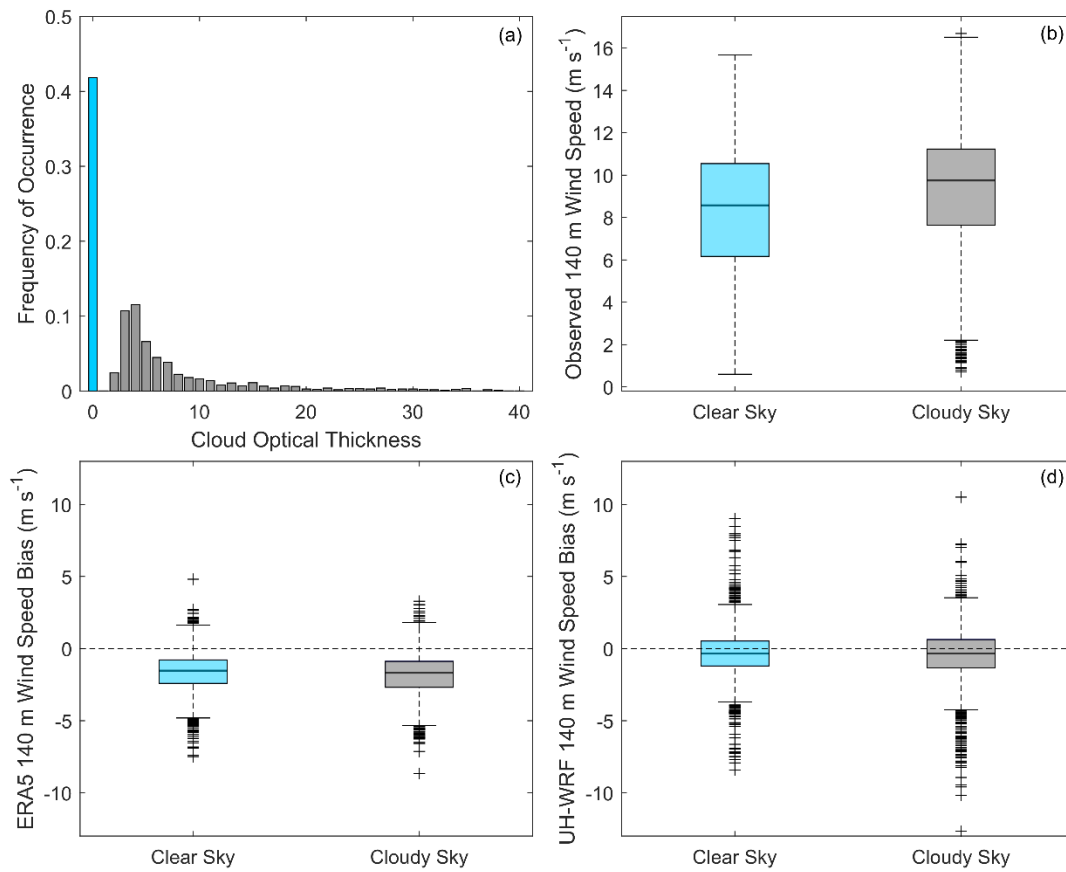 (a)
Frequency of Occurrence
0.5
0.4
0.3
0.2
0.1
0
0 10 20 30 40
Cloud Optical Thickness
(b)
Observed 140 m Wind Speed (m s⁻¹)
16
14
12
10
8
6
4
2
0
Clear Sky Cloudy Sky
(c)
ERA5 140 m Wind Speed Bias (m s⁻¹)
10
5
0
-5
-10
Clear Sky Cloudy Sky
(d)
UH-WRF 140 m Wind Speed Bias (m s⁻¹)
10
5
0
-5
-10
Clear Sky Cloudy Sky